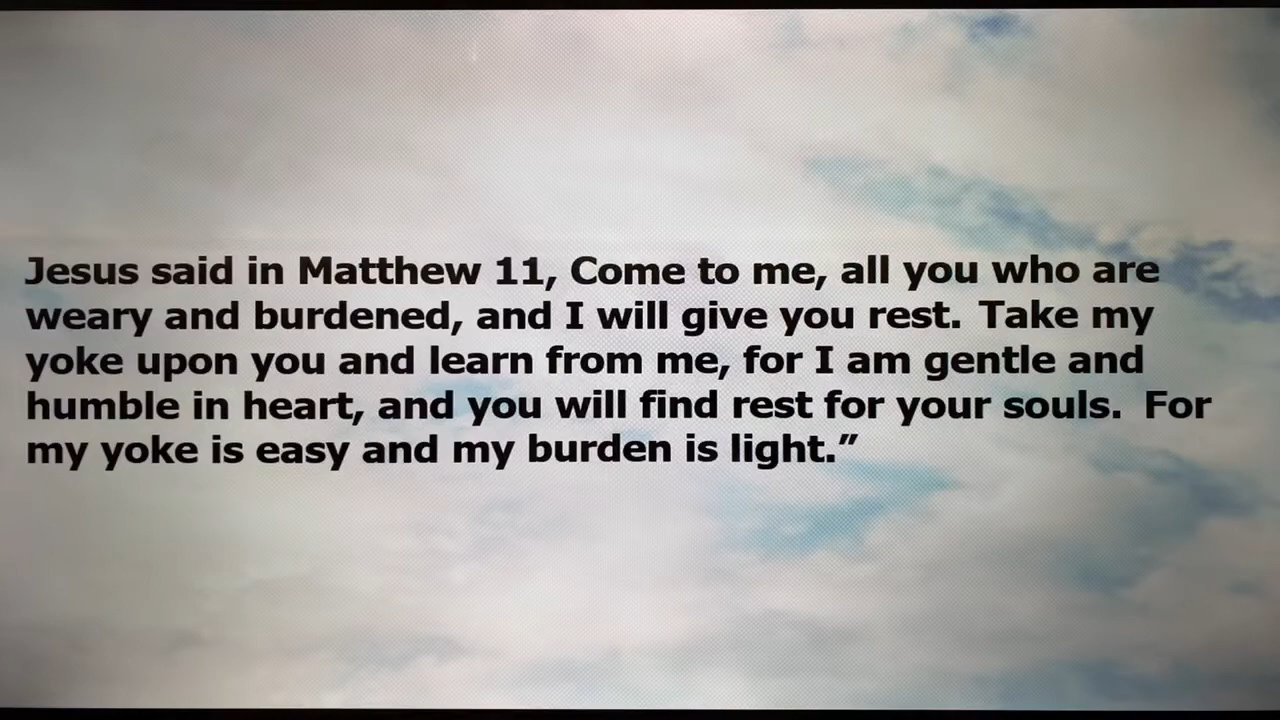 Jesus said in Matthew 11, Come to me, all you who are
weary and burdened, and I will give you rest. Take my
yoke upon you and learn from me, for I am gentle and
humble in heart, and you will find rest for your souls. For
my yoke is easy and my burden is light.”